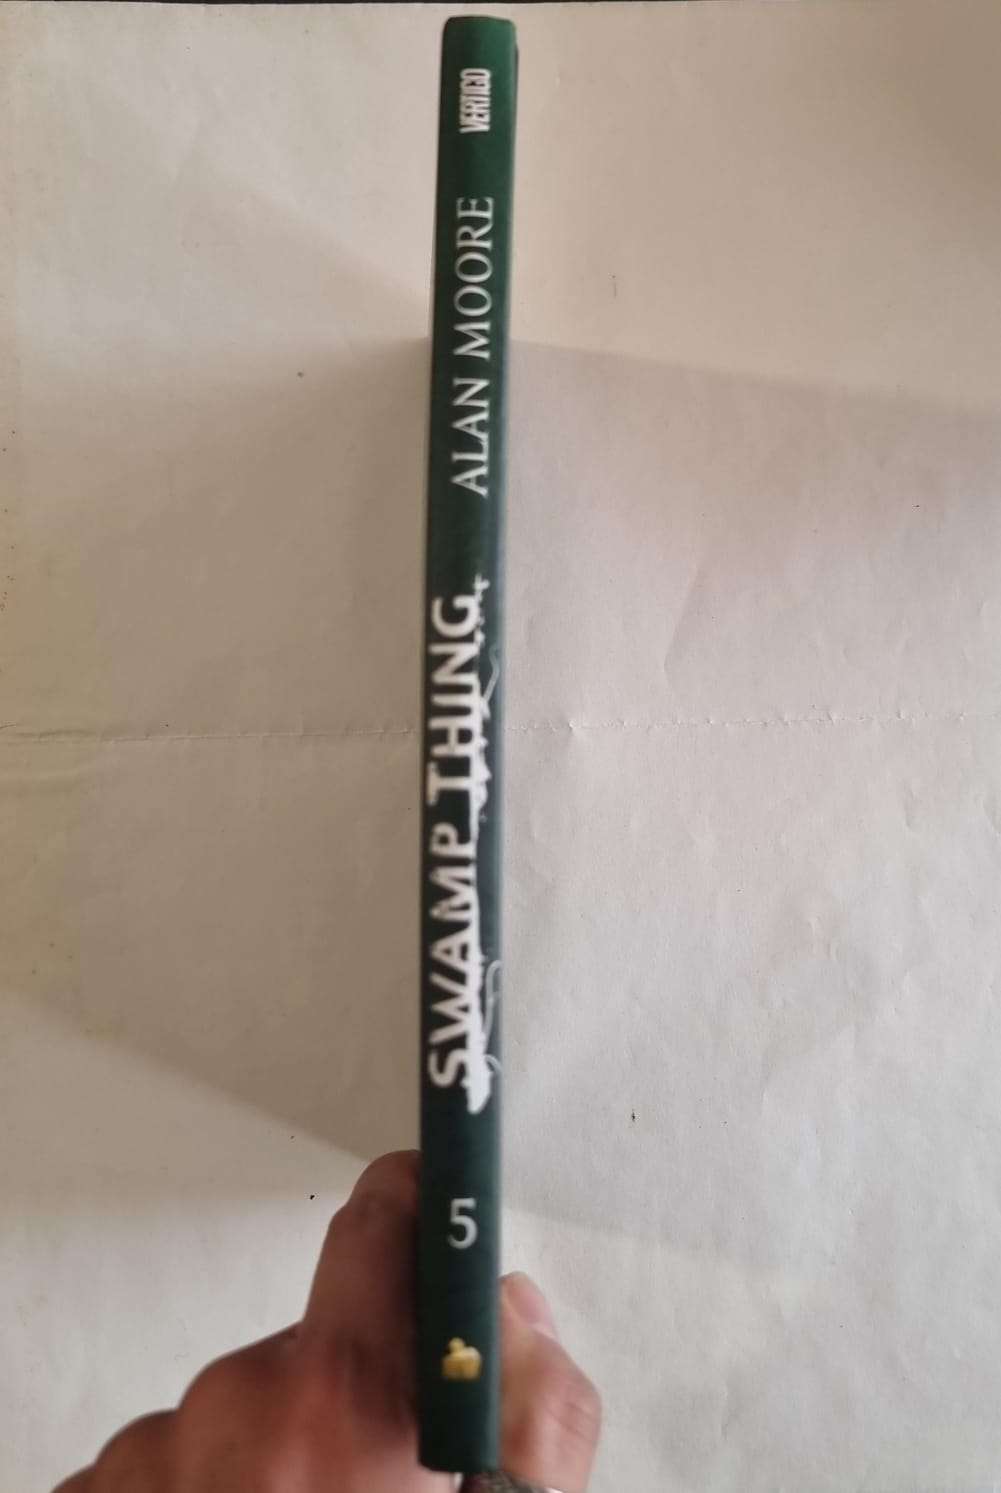 VERTIGO
ALAN MOORE
SWAMP THING
5